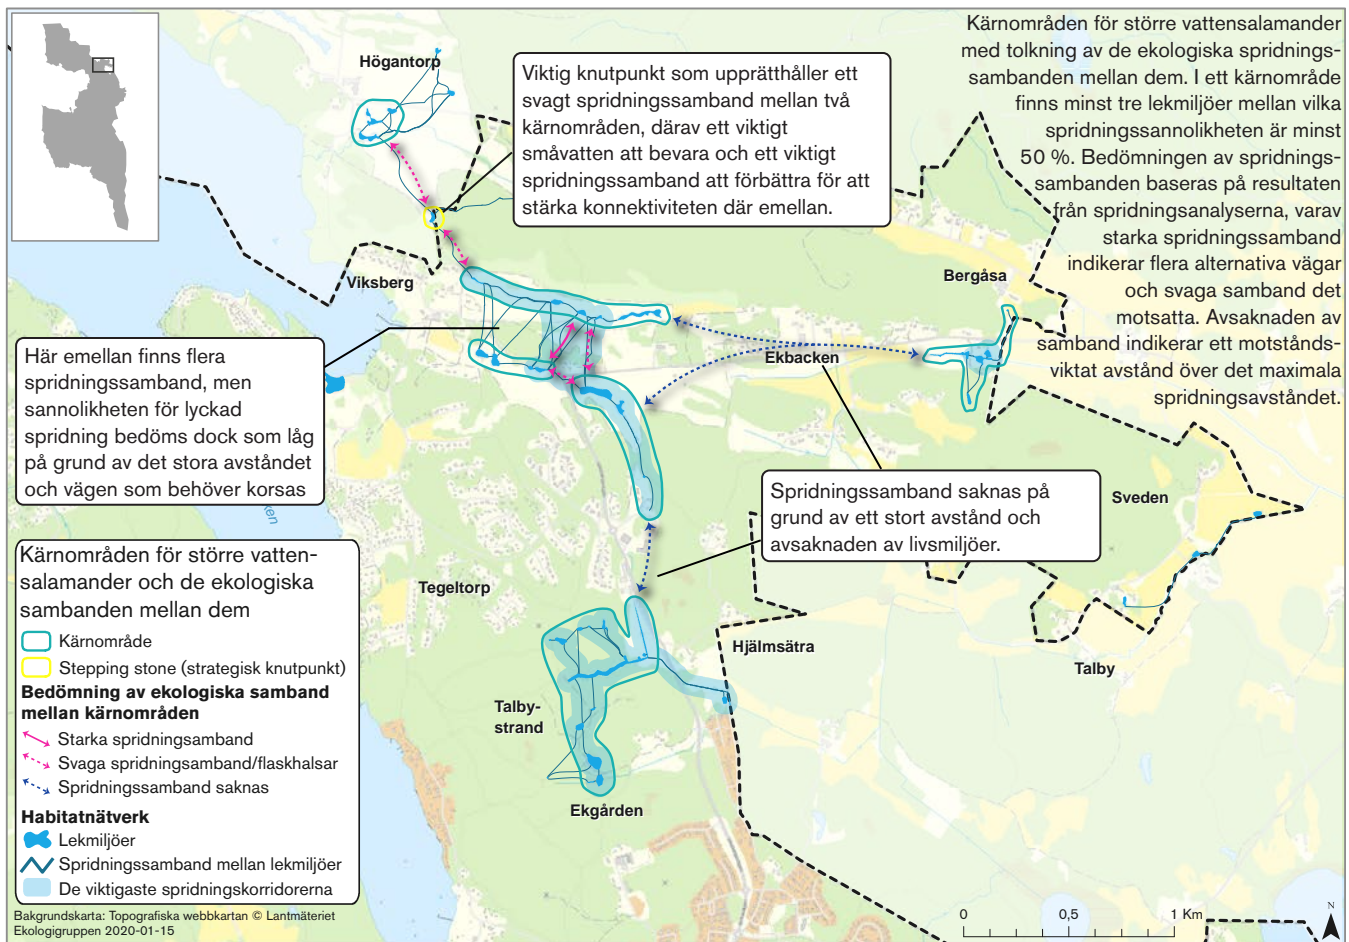 Kärnområden för större vattensalamander
med tolkning av de ekologiska spridnings-
sambanden mellan dem. I ett kärnområde
finns minst tre lekmiljöer mellan vilka
spridningssannolikheten är minst
50 %. Bedömningen av spridnings-
sambanden baseras på resultaten
från spridningsanalyserna, varav
starka spridningssamband
indikerar flera alternativa vägar
och svaga samband det
motsatta. Avsaknaden av
samband indikerar ett motstånds-
viktat avstånd över det maximala
spridningsavståndet.
Högantorp
Viktig knutpunkt som upprätthåller ett
svagt spridningssamband mellan två
kärnområden, därav ett viktigt
småvatten att bevara och ett viktigt
spridningssamband att förbättra för att
stärka konnektiviteten där emellan.
Viksberg
Bergåsa
Ekbacken
Här emellan finns flera
spridningssamband, men
sannolikheten för lyckad
spridning bedöms dock som låg
på grund av det stora avståndet
och vägen som behöver korsas
Spridningssamband saknas på
grund av ett stort avstånd och
avsaknaden av livsmiljöer.
Sveden
Tegeltorp
Hjälmsätra
Talby
Talby-
strand
Ekgården
Kärnområden för större vatten-
salamander och de ekologiska
sambanden mellan dem
Kärnområde
Stepping stone (strategisk knutpunkt)
Bedömning av ekologiska samband
mellan kärnområden
Starka spridningsamband
Svaga spridningsamband/flaskhalsar
Spridningssamband saknas
Habitatnätverk
Lekmiljöer
Spridningssamband mellan lekmiljöer
De viktigaste spridningskorridorerna
Bakgrundskarta: Topografiska webbkartan © Lantmäteriet
Ekologigruppen 2020-01-15
0 0,5 1 Km
N